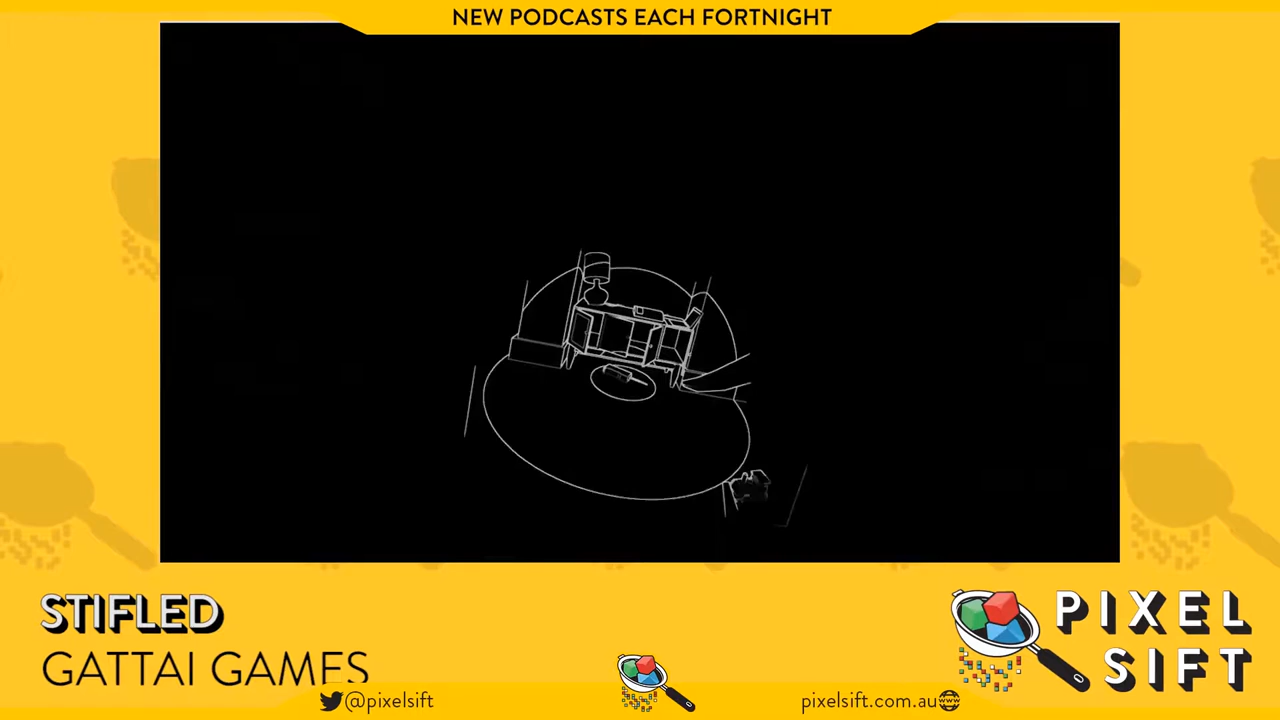 NEW PODCASTS EACH FORTNIGHT
STIFLED
GATTAI GAMES
PIXEL
SIFT
@pixelsift
pixelsift.com.au